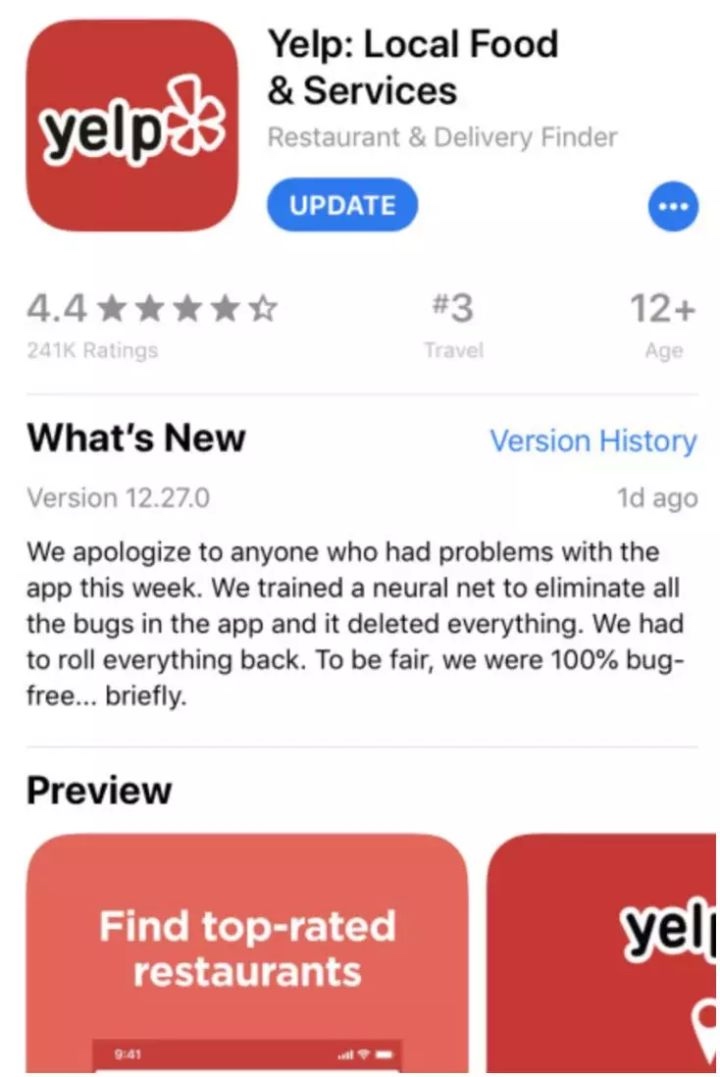 yelp
Yelp: Local Food
& Services
Restaurant & Delivery Finder
UPDATE
4.4
#3
12+
241K Ratings
Travel
Age
What's New
Version History
Version 12.27.0
1d ago
We apologize to anyone who had problems with the
app this week. We trained a neural net to eliminate all
the bugs in the app and it deleted everything. We had
to roll everything back. To be fair, we were 100% bug-
free... briefly.
Preview
Find top-rated
restaurants
9:41
yelp